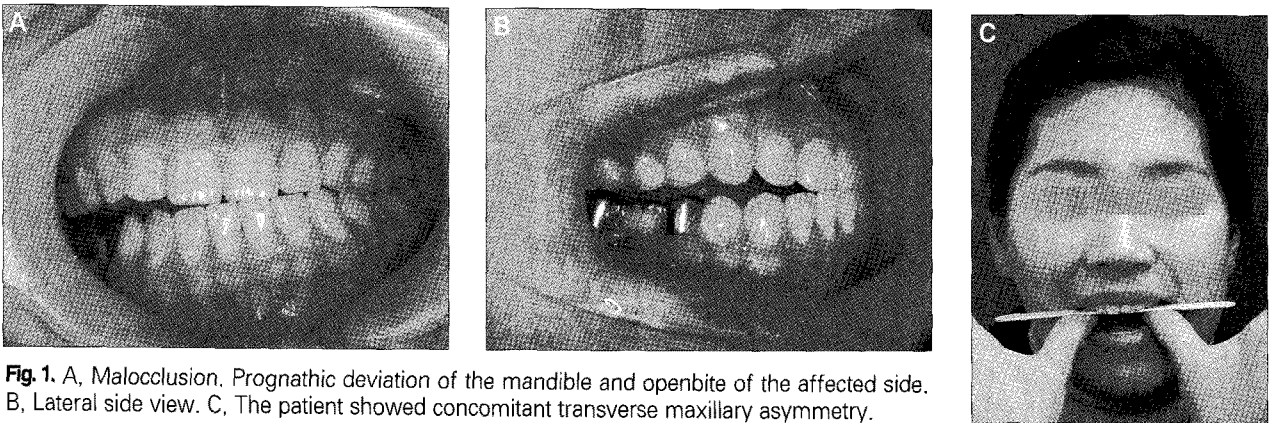 A
B
C
Fig. 1. A, Malocclusion. Prognathic deviation of the mandible and openbite of the affected side.
B, Lateral side view. C, The patient showed concomitant transverse maxillary asymmetry.